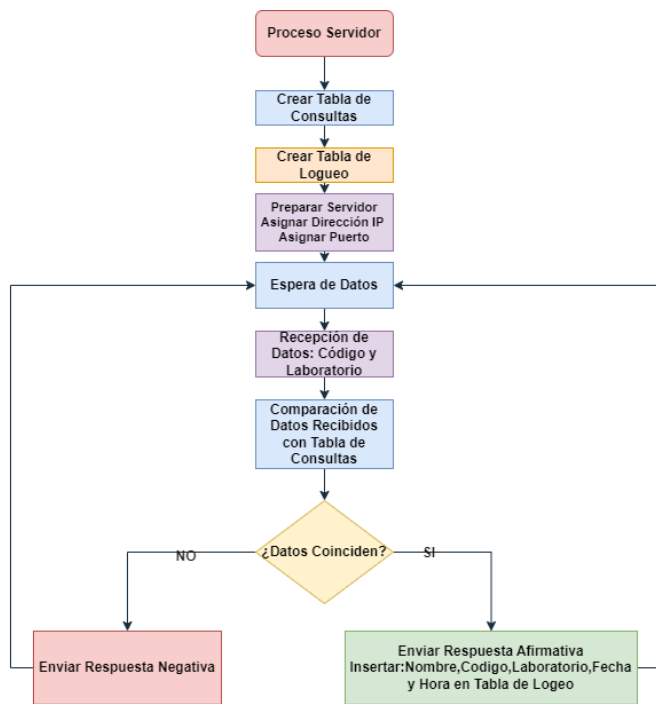 Proceso Servidor
Crear Tabla de
Consultas
Crear Tabla de
Logueo
Preparar Servidor
Asignar Dirección IP
Asignar Puerto
Espera de Datos
Recepción de
Datos: Código y
Laboratorio
Comparación de
Datos Recibidos
con Tabla de
Consultas
¿Datos Coinciden?
NO
SI
Enviar Respuesta Negativa
Enviar Respuesta Afirmativa
Insertar:Nombre,Codigo,Laboratorio,Fecha
y Hora en Tabla de Logeo